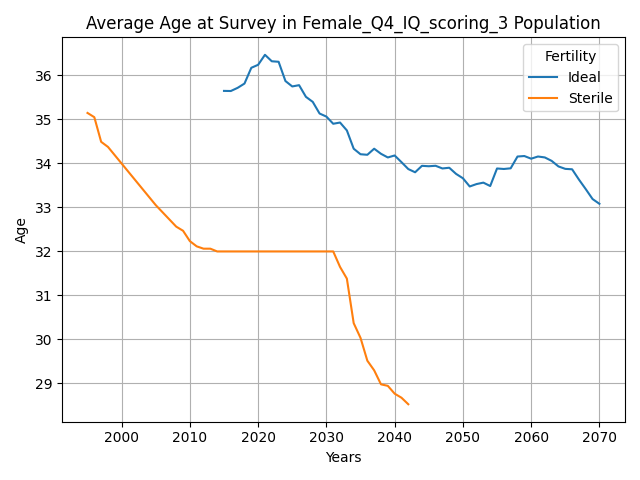 Average Age at Survey in Female_Q4_IQ_scoring_3 Population
Fertility
Ideal
Sterile
Age
36
35
34
33
32
31
30
29
2000 2010 2020 2030 2040 2050 2060 2070
Years